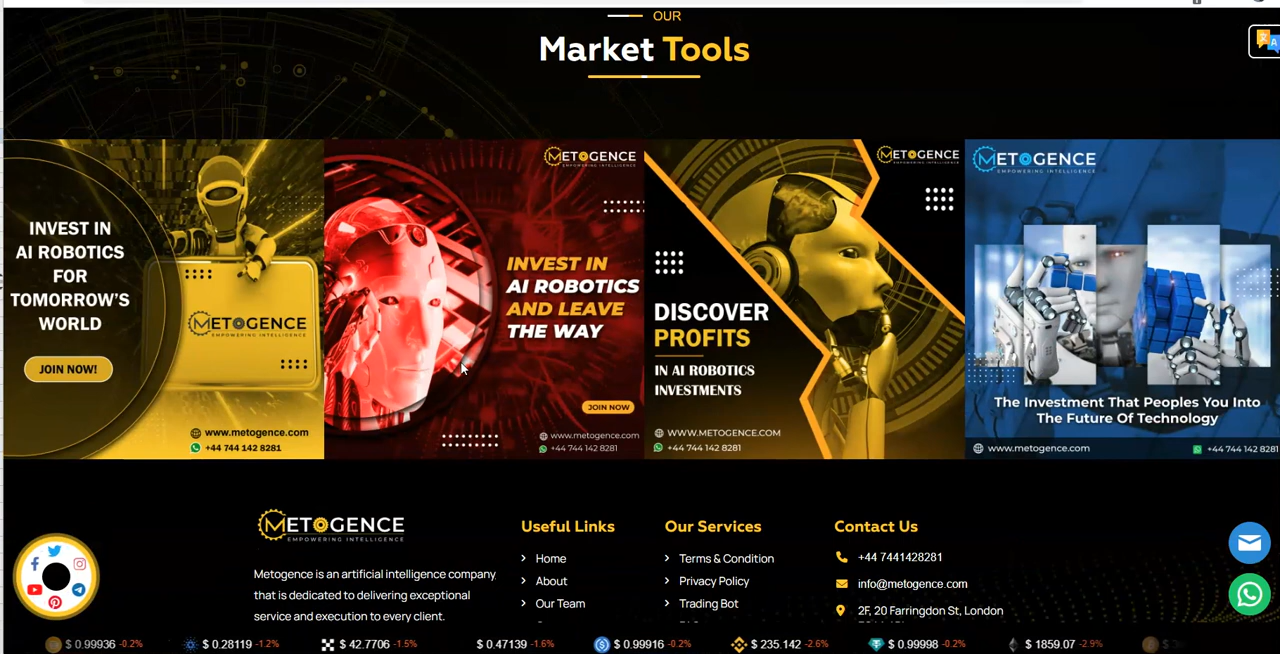 OUR
Market Tools
INVEST IN
AI ROBOTICS
FOR
TOMORROW'S
WORLD
JOIN NOW!
METOGENCE
EMPOWERING INTELLIGENCE
www.metogence.com
+44 744 142 8281
METOGENCE
EMPOWERING INTELLIGENCE
INVEST IN
AI ROBOTICS
AND LEAVE
THE WAY
JOIN NOW
www.metogence.com
+44 744 142 8281
METOGENCE
EMPOWERING INTELLIGENCE
DISCOVER
PROFITS
IN AI ROBOTICS
INVESTMENTS
WWW.METOGENCE.COM
+44 744 142 8281
METOGENCE
EMPOWERING INTELLIGENCE
The Investment That Peoples You Into
The Future Of Technology
www.metogence.com
+44 744 142 8281
METOGENCE
EMPOWERING INTELLIGENCE
Metogence is an artificial intelligence company
that is dedicated to delivering exceptional
service and execution to every client.
Useful Links
Home
About
Our Team
Our Services
Terms & Condition
Privacy Policy
Trading Bot
Contact Us
+44 7441428281
info@metogence.com
2F, 20 Farringdon St, London
$ 0.99936 -0.2% $ 0.28119 -1.2% $ 42.7706 -1.5% $ 0.47139 -1.6% $ 0.99916 -0.2% $ 235.142 -2.6% $ 0.99998 -0.2% $ 1859.07 -2.9%